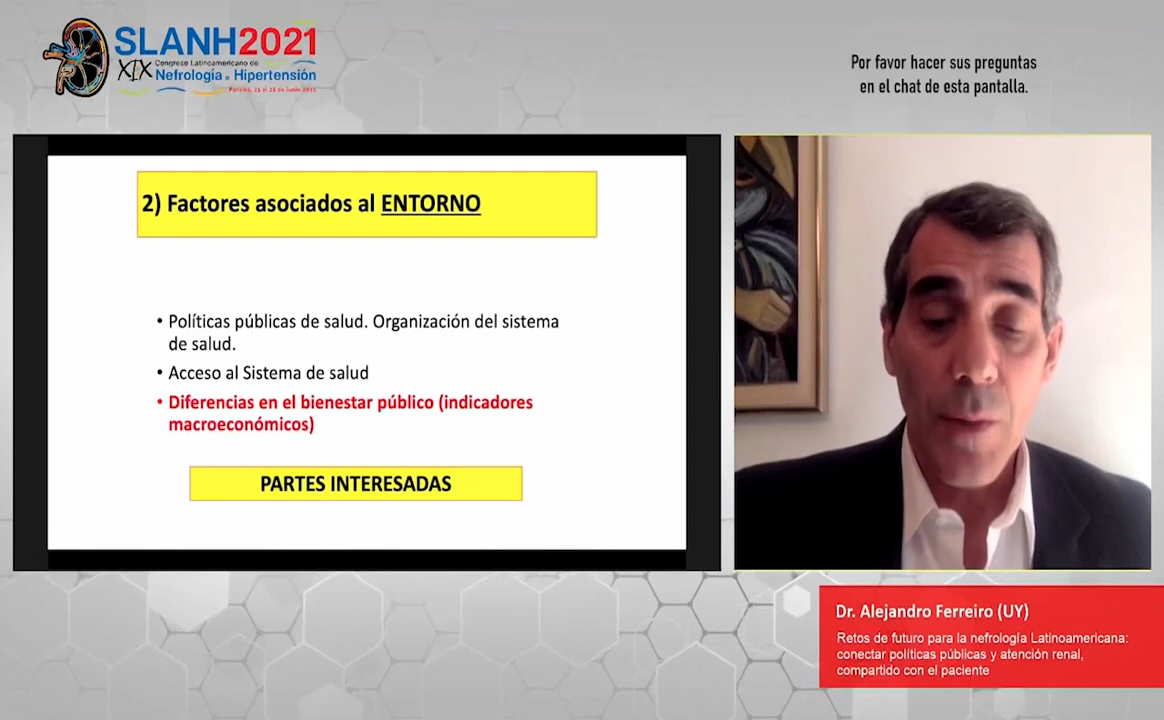 SLANH2021
XIX Congreso Latinoamericano de
Nefrología e Hipertensión
Por favor hacer sus preguntas
en el chat de esta pantalla.
2) Factores asociados al ENTORNO
• Políticas públicas de salud. Organización del sistema
de salud.
• Acceso al Sistema de salud
• Diferencias en el bienestar público (indicadores
macroeconómicos)
PARTES INTERESADAS
Dr. Alejandro Ferreiro (UY)
Retos de futuro para la nefrología Latinoamericana:
conectar políticas públicas y atención renal,
compartido con el paciente